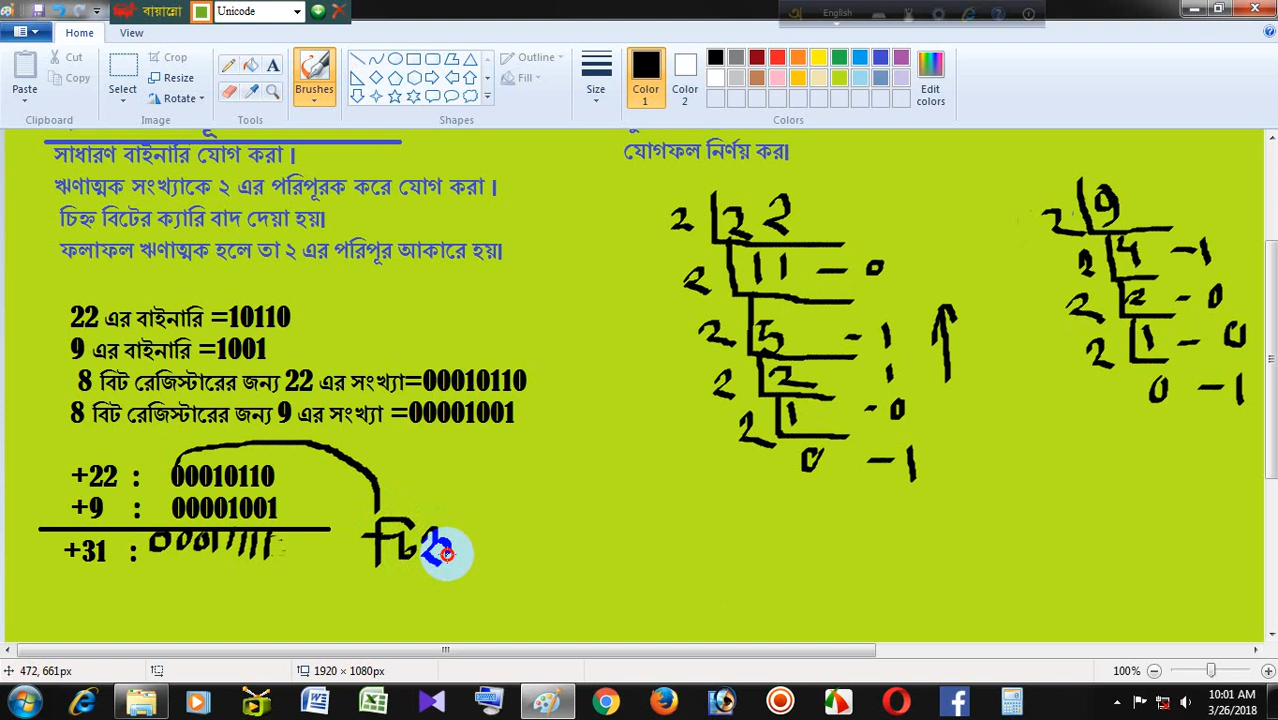 বায়ান্নো
Unicode
English
Home
View
Paste
Cut
Copy
Clipboard
Select
Crop
Resize
Rotate
Image
Tools
Brushes
Shapes
Outline
Fill
Size
Color 1
Color 2
Edit colors
Colors
সাধারণ বাইনারি যোগ করা ।
ঋণাত্মক সংখ্যাকে ২ এর পরিপূরক করে যোগ করা ।
চিহ্ন বিটের ক্যারি বাদ দেয়া হয়।
ফলাফল ঋণাত্মক হলে তা ২ এর পরিপূর আকারে হয়।
22 এর বাইনারি =10110
9 এর বাইনারি =1001
8 বিট রেজিস্টারের জন্য 22 এর সংখ্যা=00010110
8 বিট রেজিস্টারের জন্য 9 এর সংখ্যা =00001001
+22 : 00010110
+9 : 00001001
+31 :
যোগফল নির্ণয় কর।
2 22
2 11 - 0
2 5 - 1
2 2 1
2 1 - 0
0 - 1
2 9
2 4 - 1
2 2 - 0
2 1 - 0
0 - 1
472, 661px
1920 × 1080px
100%
10:01 AM
3/26/2018